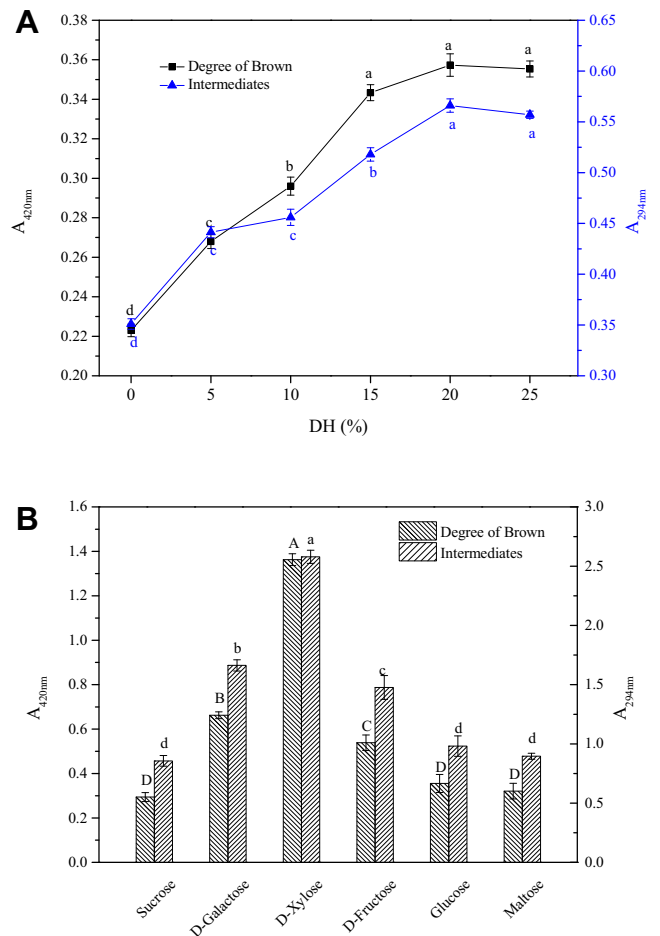 A
0.38
0.36
0.34
0.32
0.30
0.28
0.26
0.24
0.22
0.20
A420nm
0.65
0.60
0.55
0.50
0.45
0.40
0.35
0.30
A294nm
Degree of Brown
Intermediates
d
c
b
a
a
a
d
c
c
b
a
a
0
5
10
15
20
25
DH (%)
B
1.6
1.4
1.2
1.0
0.8
0.6
0.4
0.2
0.0
A420nm
3.0
2.5
2.0
1.5
1.0
0.5
0.0
A294nm
Degree of Brown
Intermediates
D
d
B
b
A
a
C
c
D
d
D
d
Sucrose
D-Galactose
D-Xylose
D-Fructose
Glucose
Maltose